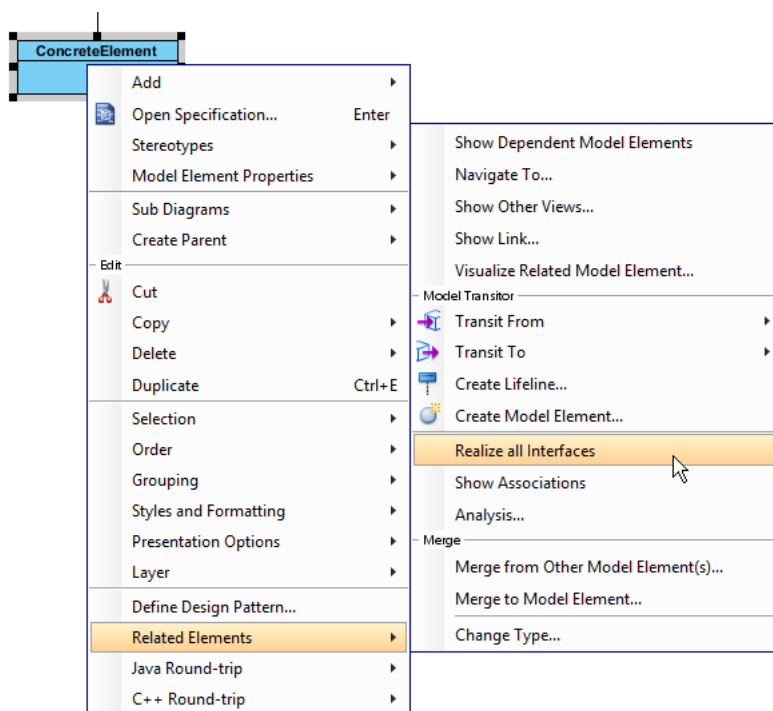 ConcreteElement
Add
Open Specification... Enter
Stereotypes
Model Element Properties
Sub Diagrams
Create Parent
Edit
Cut
Copy
Delete
Duplicate Ctrl+E
Selection
Order
Grouping
Styles and Formatting
Presentation Options
Layer
Define Design Pattern...
Related Elements
Java Round-trip
C++ Round-trip
Show Dependent Model Elements
Navigate To...
Show Other Views...
Show Link...
Visualize Related Model Element...
Model Transitor
Transit From
Transit To
Create Lifeline...
Create Model Element...
Realize all Interfaces
Show Associations
Analysis...
Merge
Merge from Other Model Element(s)...
Merge to Model Element...
Change Type...